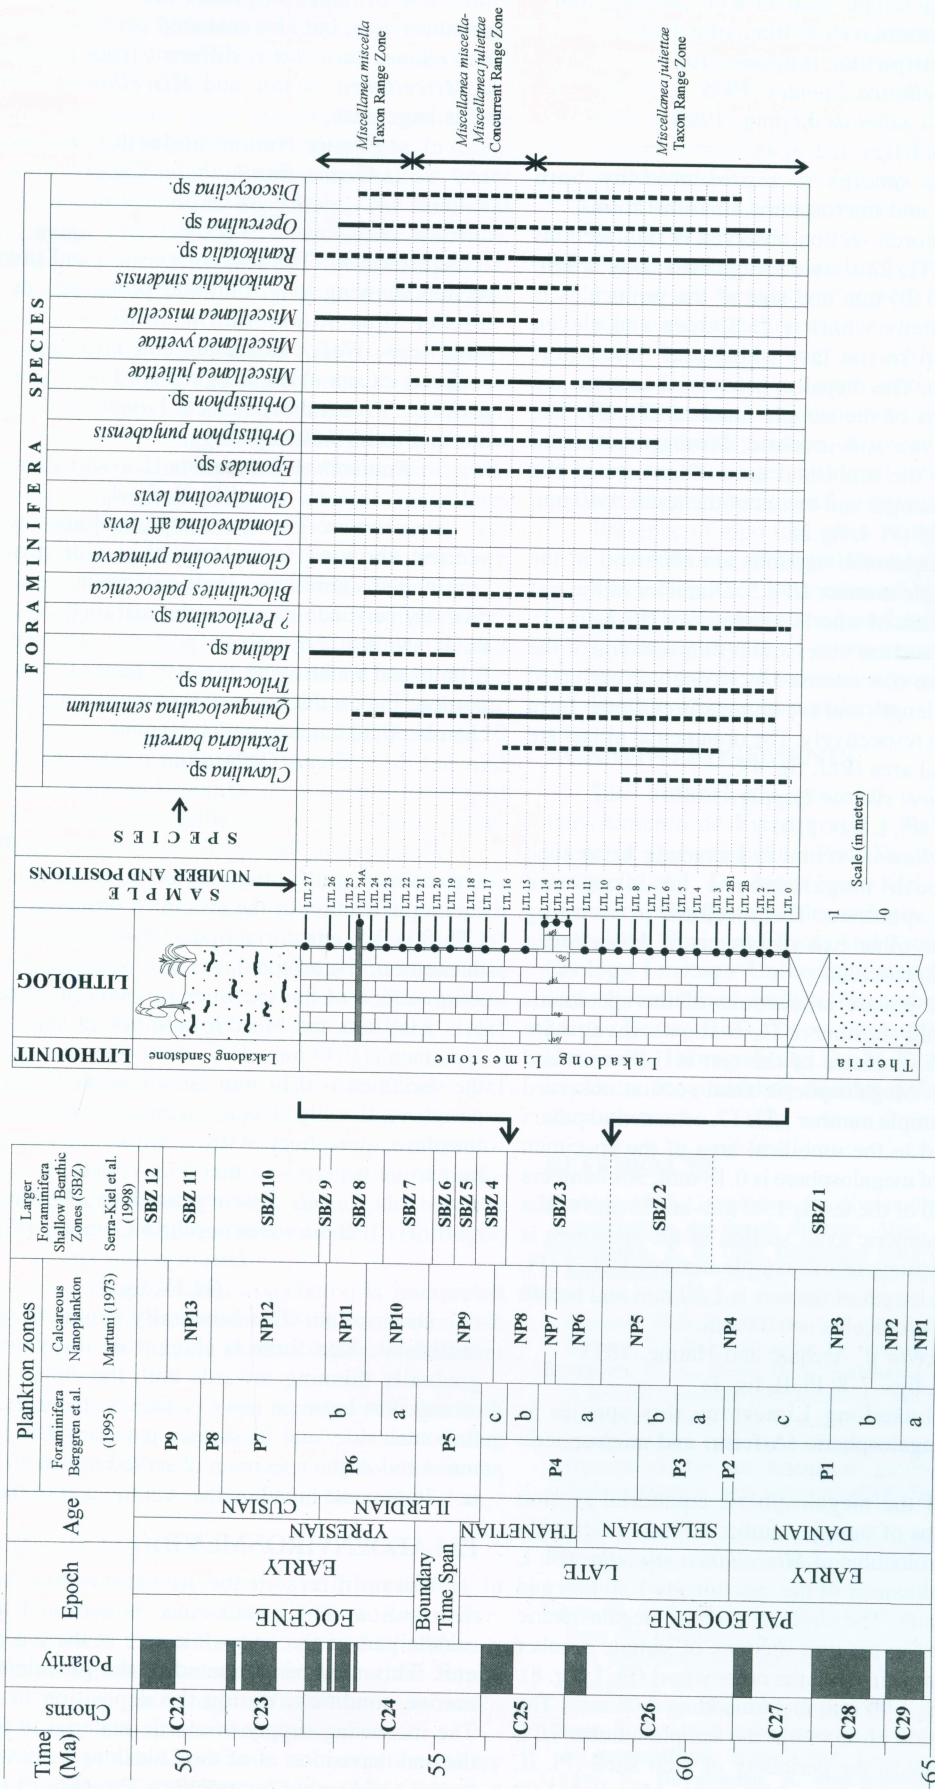 FORAMINIFERA SPECIES
Discocyclina sp.
Operculina sp.
Ranikotalia sp.
Ranikothalia sindensis
Miscellanea miscella
Miscellanea yvettae
Miscellanea juliettae
Orbitisiphon sp.
Orbitisiphon punjabensis
Eponides sp.
Glomalveolina levis
Glomalveolina aff. levis
Glomalveolina primaeva
Biloculinites paleocenica
? Periloculina sp.
Idalina sp.
Triloculina sp.
Quinqueloculina seminulum
Textularia barretti
Clavulina sp.
Miscellanea miscella
Taxon Range Zone
Miscellanea miscella-
Miscellanea juliettae
Concurrent Range Zone
Miscellanea juliettae
Taxon Range Zone
SPECIES
SAMPLE
NUMBER AND POSITIONS
LTL 27
LTL 26
LTL 25
LTL 24A
LTL 24
LTL 23
LTL 22
LTL 21
LTL 20
LTL 19
LTL 18
LTL 17
LTL 16
LTL 15
LTL 14
LTL 13
LTL 12
LTL 11
LTL 10
LTL 9
LTL 8
LTL 7
LTL 6
LTL 5
LTL 4
LTL 3
LTL 2B1
LTL 2B
LTL 2
LTL 1
LTL 0
Scale (in meter)
1
0
LITHOLOG
LITHOUNIT
Lakadong Sandstone
Lakadong Limestone
Therria
Larger
Foraminifera
Shallow Benthic
Zones (SBZ)
Serra-Kiel et al.
(1998)
SBZ 12
SBZ 11
SBZ 10
SBZ 9
SBZ 8
SBZ 7
SBZ 6
SBZ 5
SBZ 4
SBZ 3
SBZ 2
SBZ 1
Plankton zones
Calcareous
Nanoplankton
Martuni (1973)
NP13
NP12
NP11
NP10
NP9
NP8
NP7
NP6
NP5
NP4
NP3
NP2
NP1
Foraminifera
Berggren et al.
(1995)
P9
P8
P7
P6
b
a
P5
P4
c
b
a
P3
b
a
P2
P1
c
b
a
Age
CUSIAN
ILERDIAN
YPRESIAN
THANETIAN
SELANDIAN
DANIAN
Epoch
EARLY
EOCENE
Boundary
Time Span
LATE
EARLY
PALEOCENE
Polarity
Chorns
C22
C23
C24
C25
C26
C27
C28
C29
Time
(Ma)
50
55
60
65